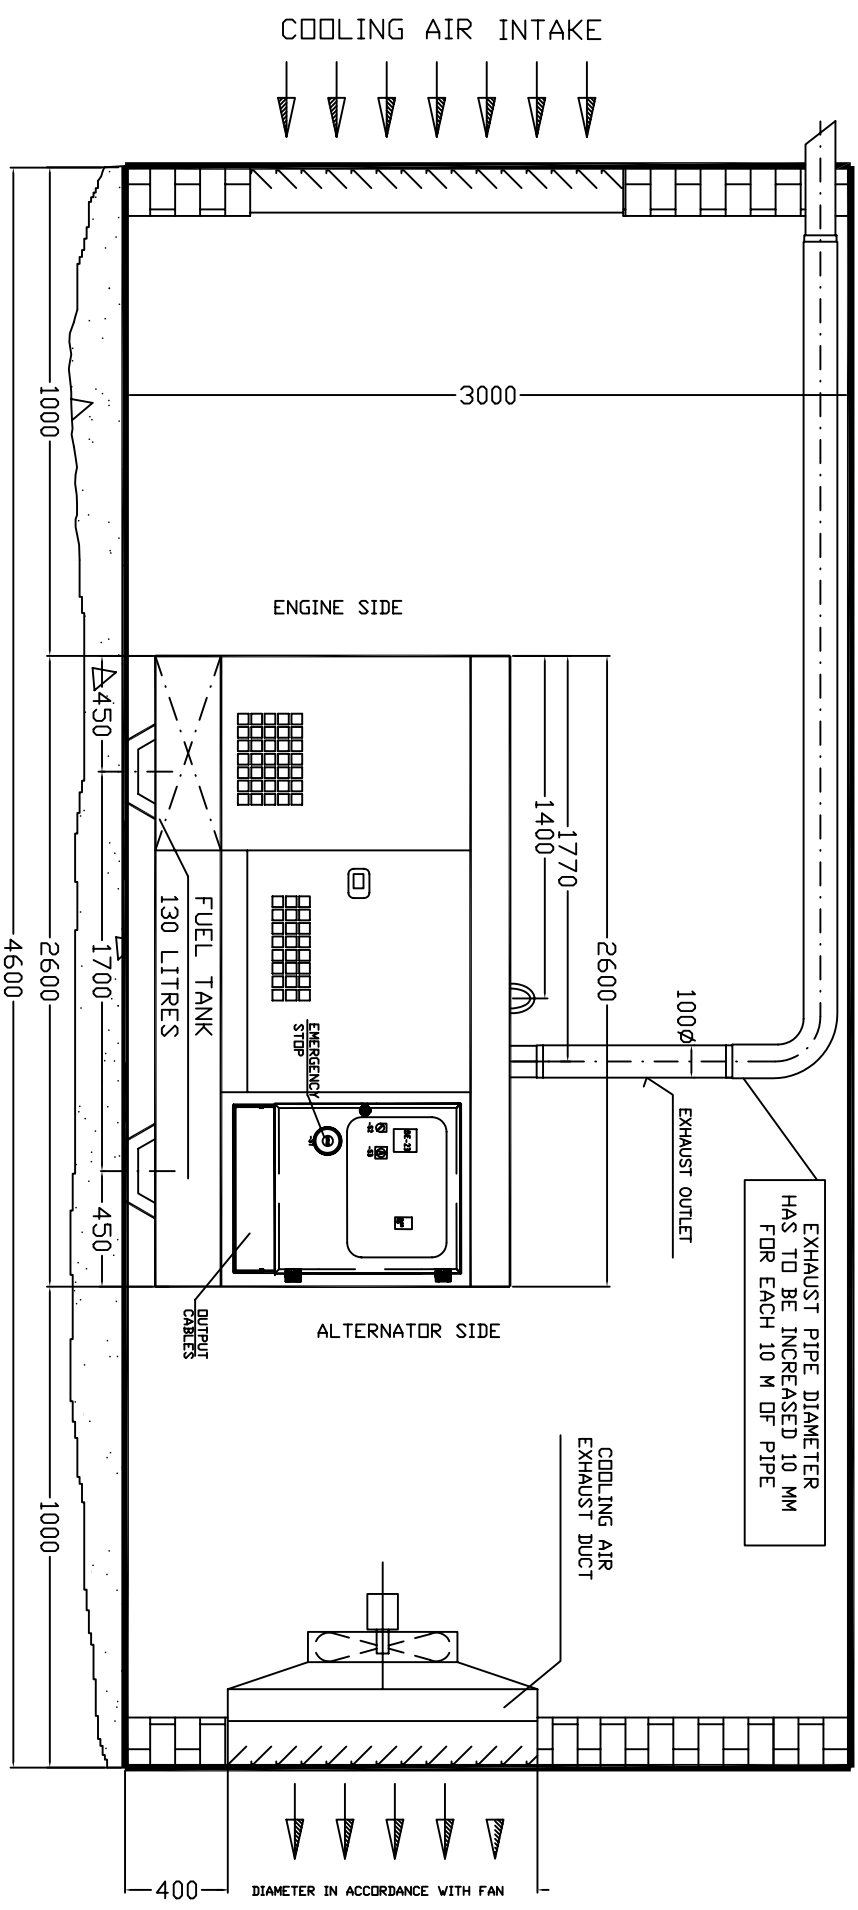 COOLING AIR INTAKE
3000
1000
ENGINE SIDE
450
1400
1770
2600
FUEL TANK
130 LITRES
1700
2600
4600
100Ø
EMERGENCY
STOP
EXHAUST OUTLET
EXHAUST PIPE DIAMETER
HAS TO BE INCREASED 10 MM
FOR EACH 10 M OF PIPE
450
OUTPUT
CABLES
ALTERNATOR SIDE
COOLING AIR
EXHAUST DUCT
1000
400
DIAMETER IN ACCORDANCE WITH FAN